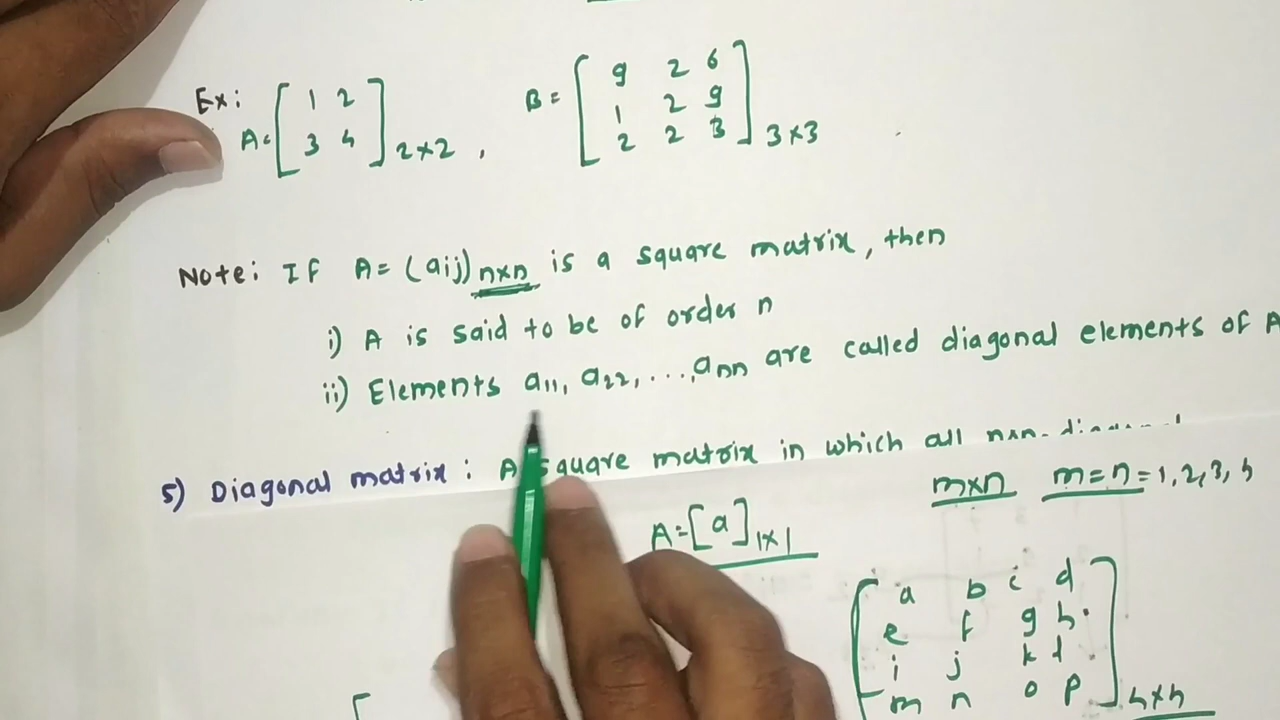 Ex:
A= [ 1 2
3 4 ] 2×2 ,
B= [ 9 2 6
1 2 9
2 2 3 ] 3×3
Note: If A= (aij) n×n is a square matrix, then
i) A is said to be of order n
ii) Elements a11, a22, ..., ann are called diagonal elements of A
5) Diagonal matrix: A square matrix in which all
m×n m=n=1,2,3,4
A=[a] 1×1
[ a b c d
e f g h
i j k l
m n o p ] 4×4